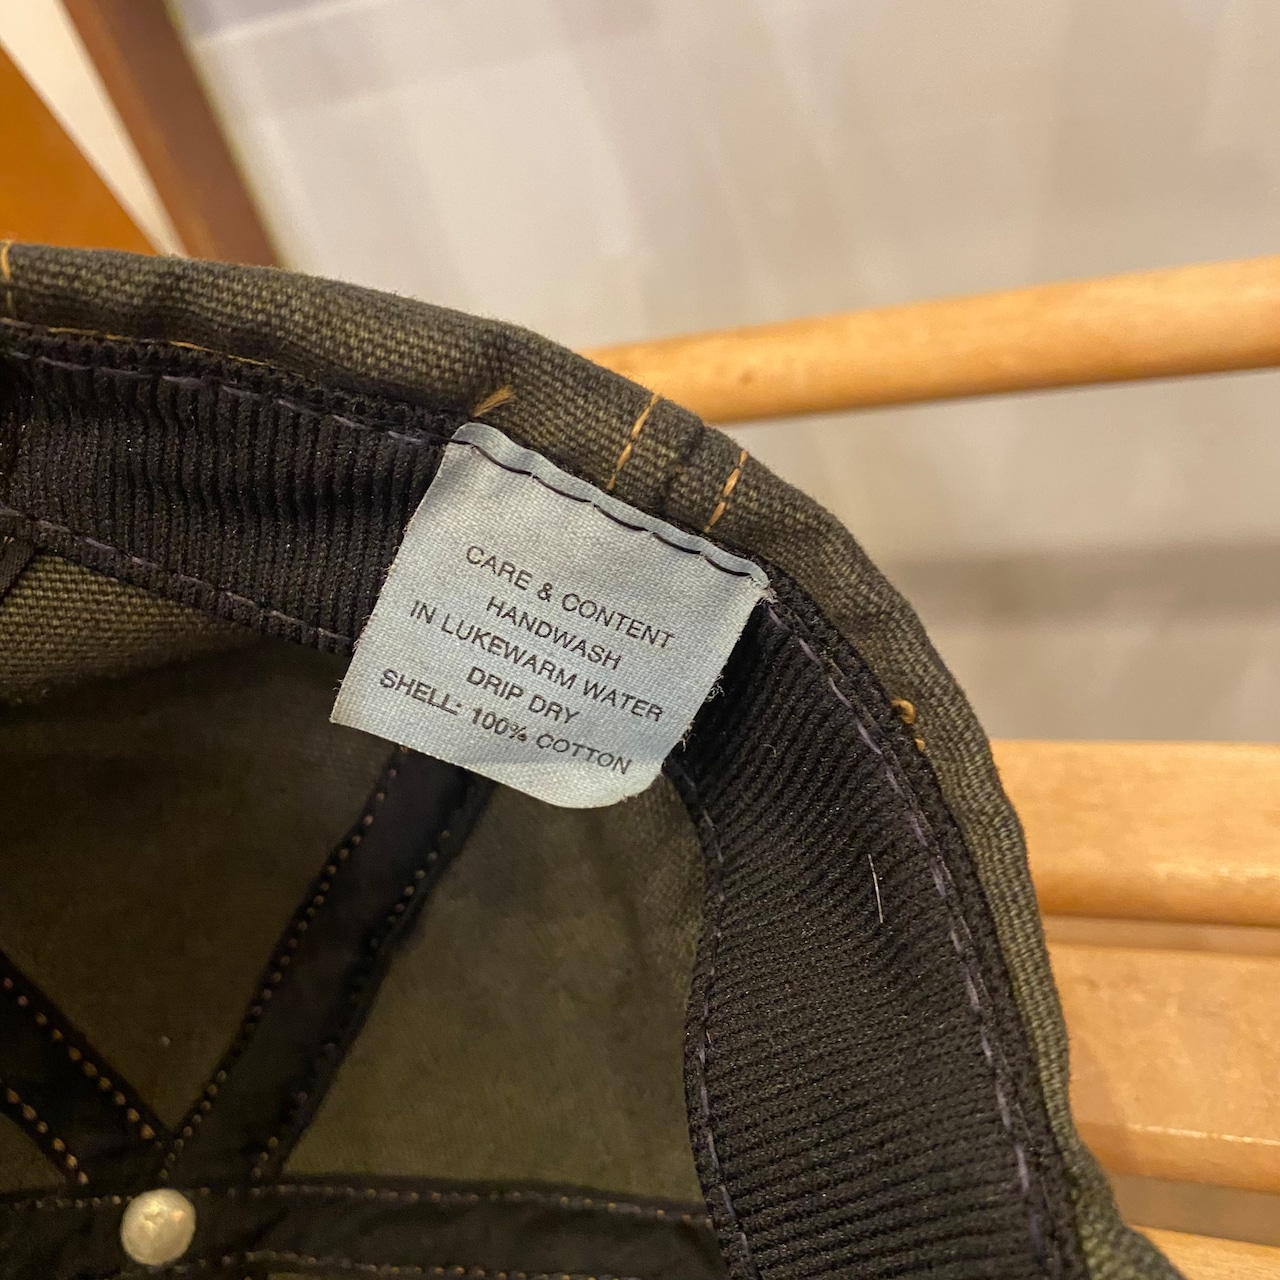 CARE & CONTENT
HANDWASH
IN LUKEWARM WATER
DRIP DRY
SHELL: 100% COTTON